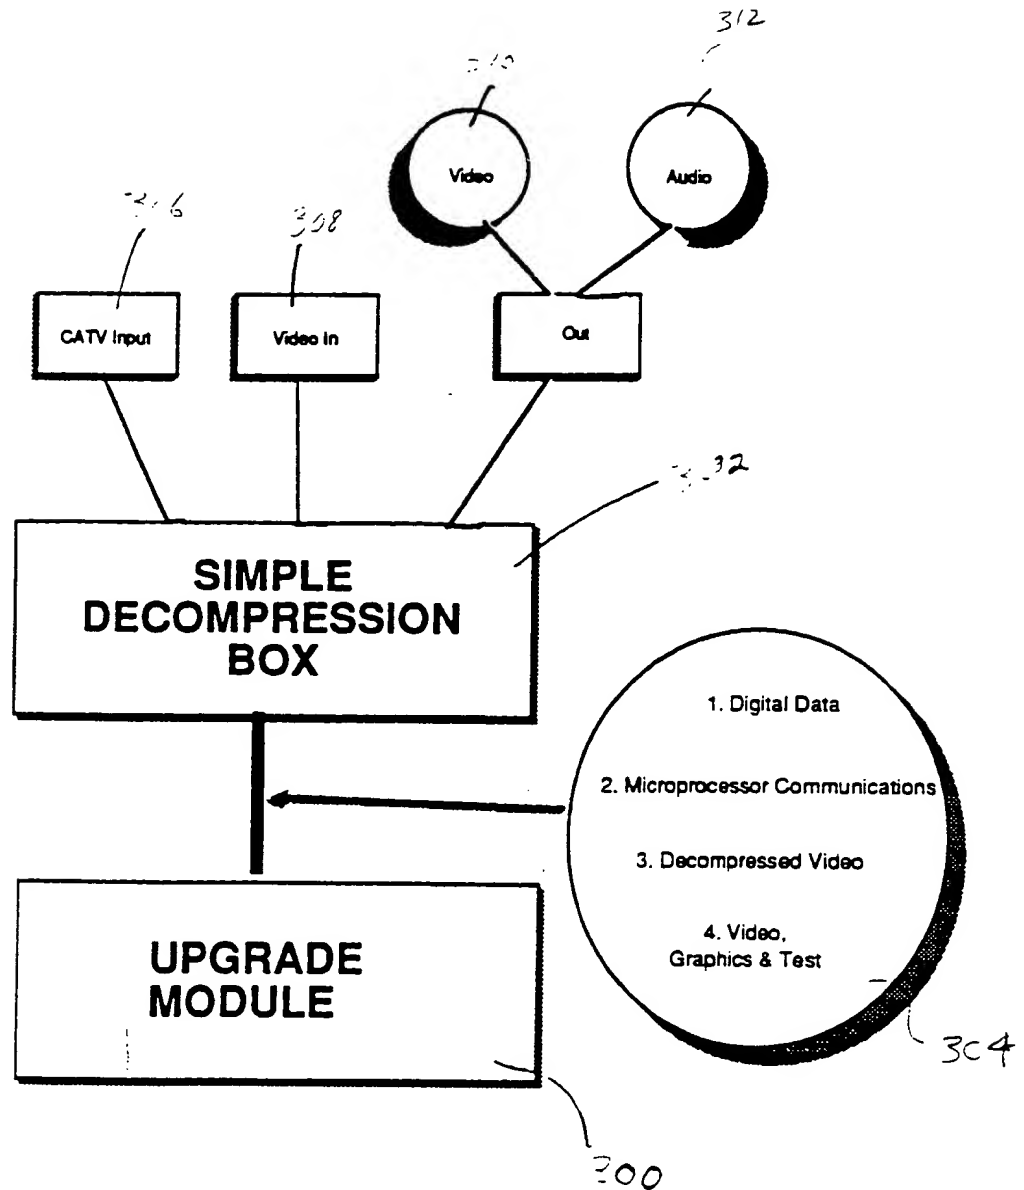 312
Video
Audio
308
CATV Input
Video In
Out
SIMPLE
DECOMPRESSION
BOX
1. Digital Data
2. Microprocessor Communications
3. Decompressed Video
4. Video,
Graphics & Test
UPGRADE
MODULE
304
300